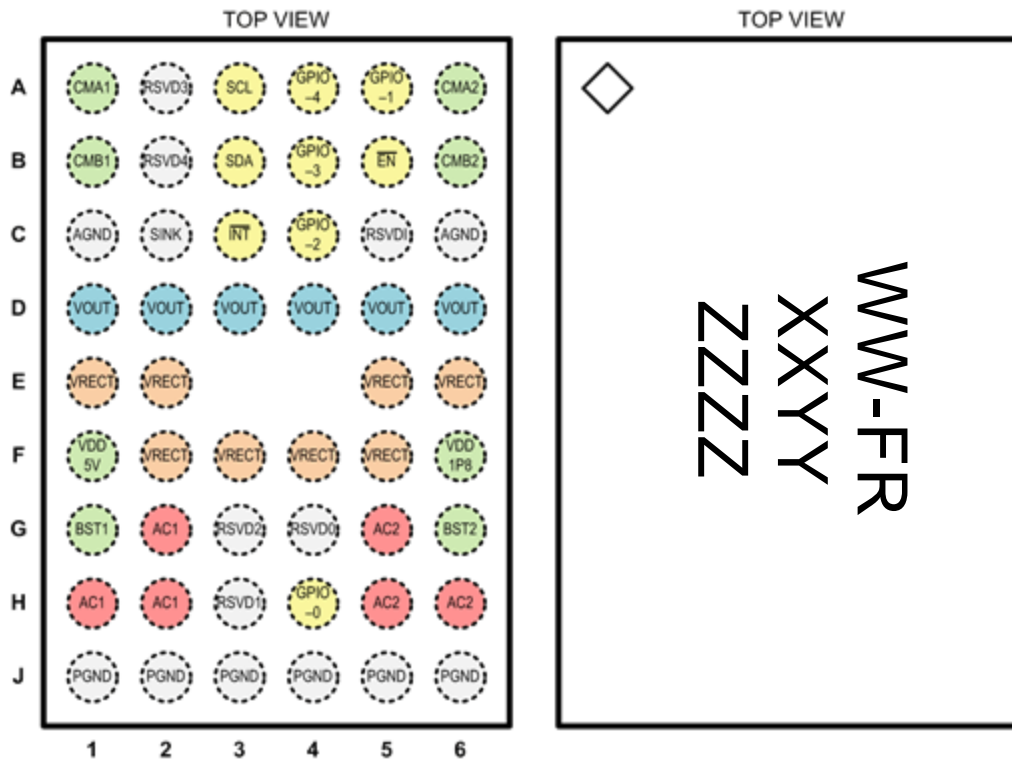 TOP VIEW
A CMA1 RSVD3 SCL GPIO –4 GPIO –1 CMA2
B CMB1 RSVD4 SDA GPIO –3 EN CMB2
C AGND SINK INT GPIO –2 RSVDI AGND
D VOUT VOUT VOUT VOUT VOUT VOUT
E VRECT VRECT VRECT VRECT
F VDD 5V VRECT VRECT VRECT VRECT VDD 1P8
G BST1 AC1 RSVD2 RSVD0 AC2 BST2
H AC1 AC1 RSVD1 GPIO –0 AC2 AC2
J PGND PGND PGND PGND PGND PGND
1 2 3 4 5 6
TOP VIEW
WW-FR
XXYY
ZZZZ